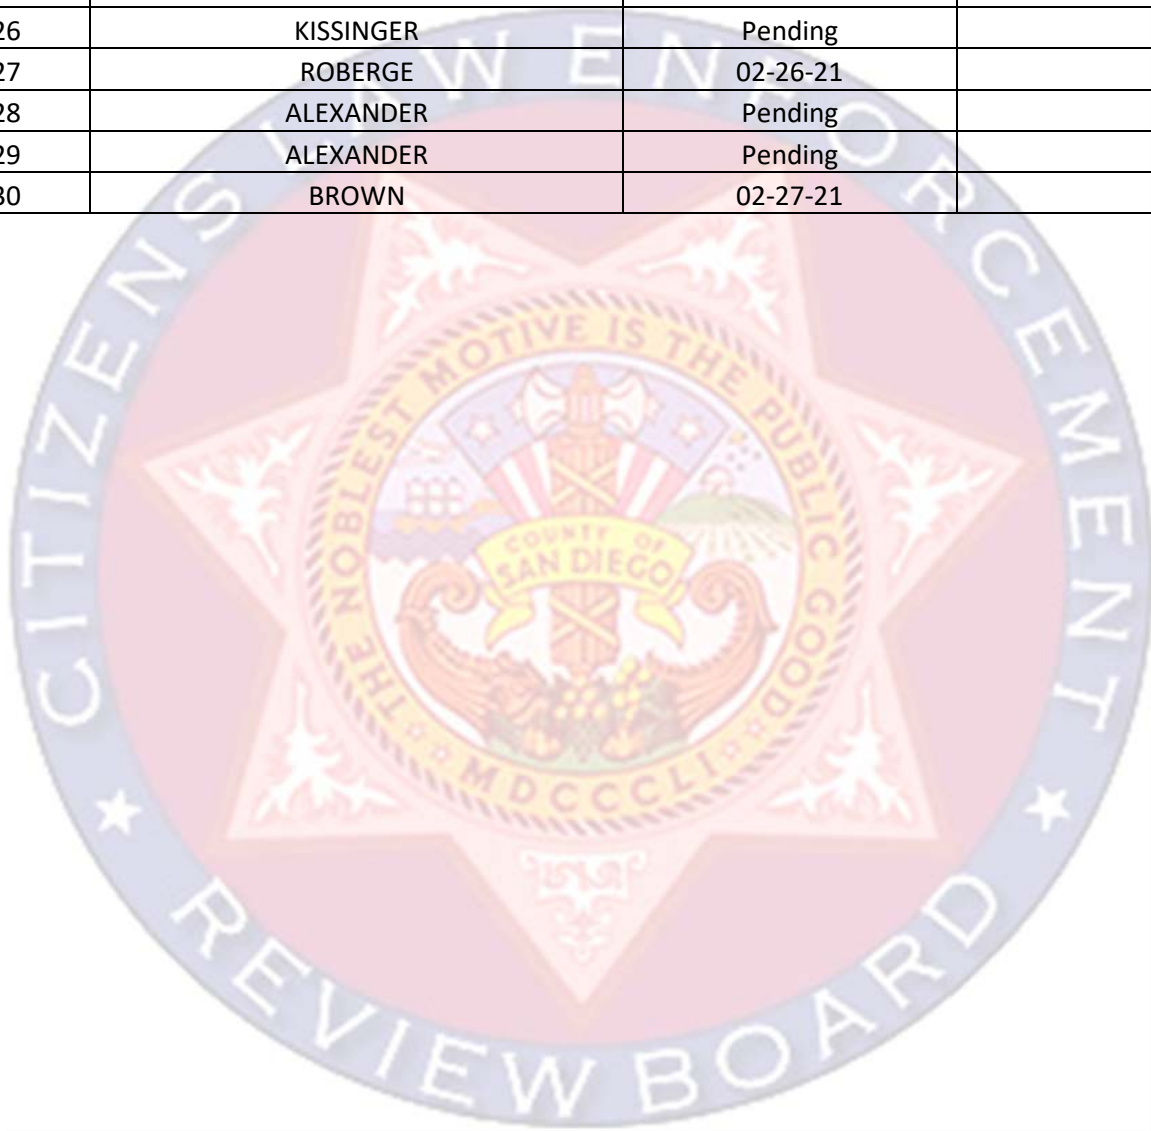 26 KISSINGER Pending
27 ROBERGE 02-26-21
28 ALEXANDER Pending
29 ALEXANDER Pending
30 BROWN 02-27-21
CITIZENS LAW ENFORCEMENT
REVIEW BOARD
THE NOBLEST MOTIVE IS THE PUBLIC GOOD
COUNTY OF
SAN DIEGO
MDCCCLI